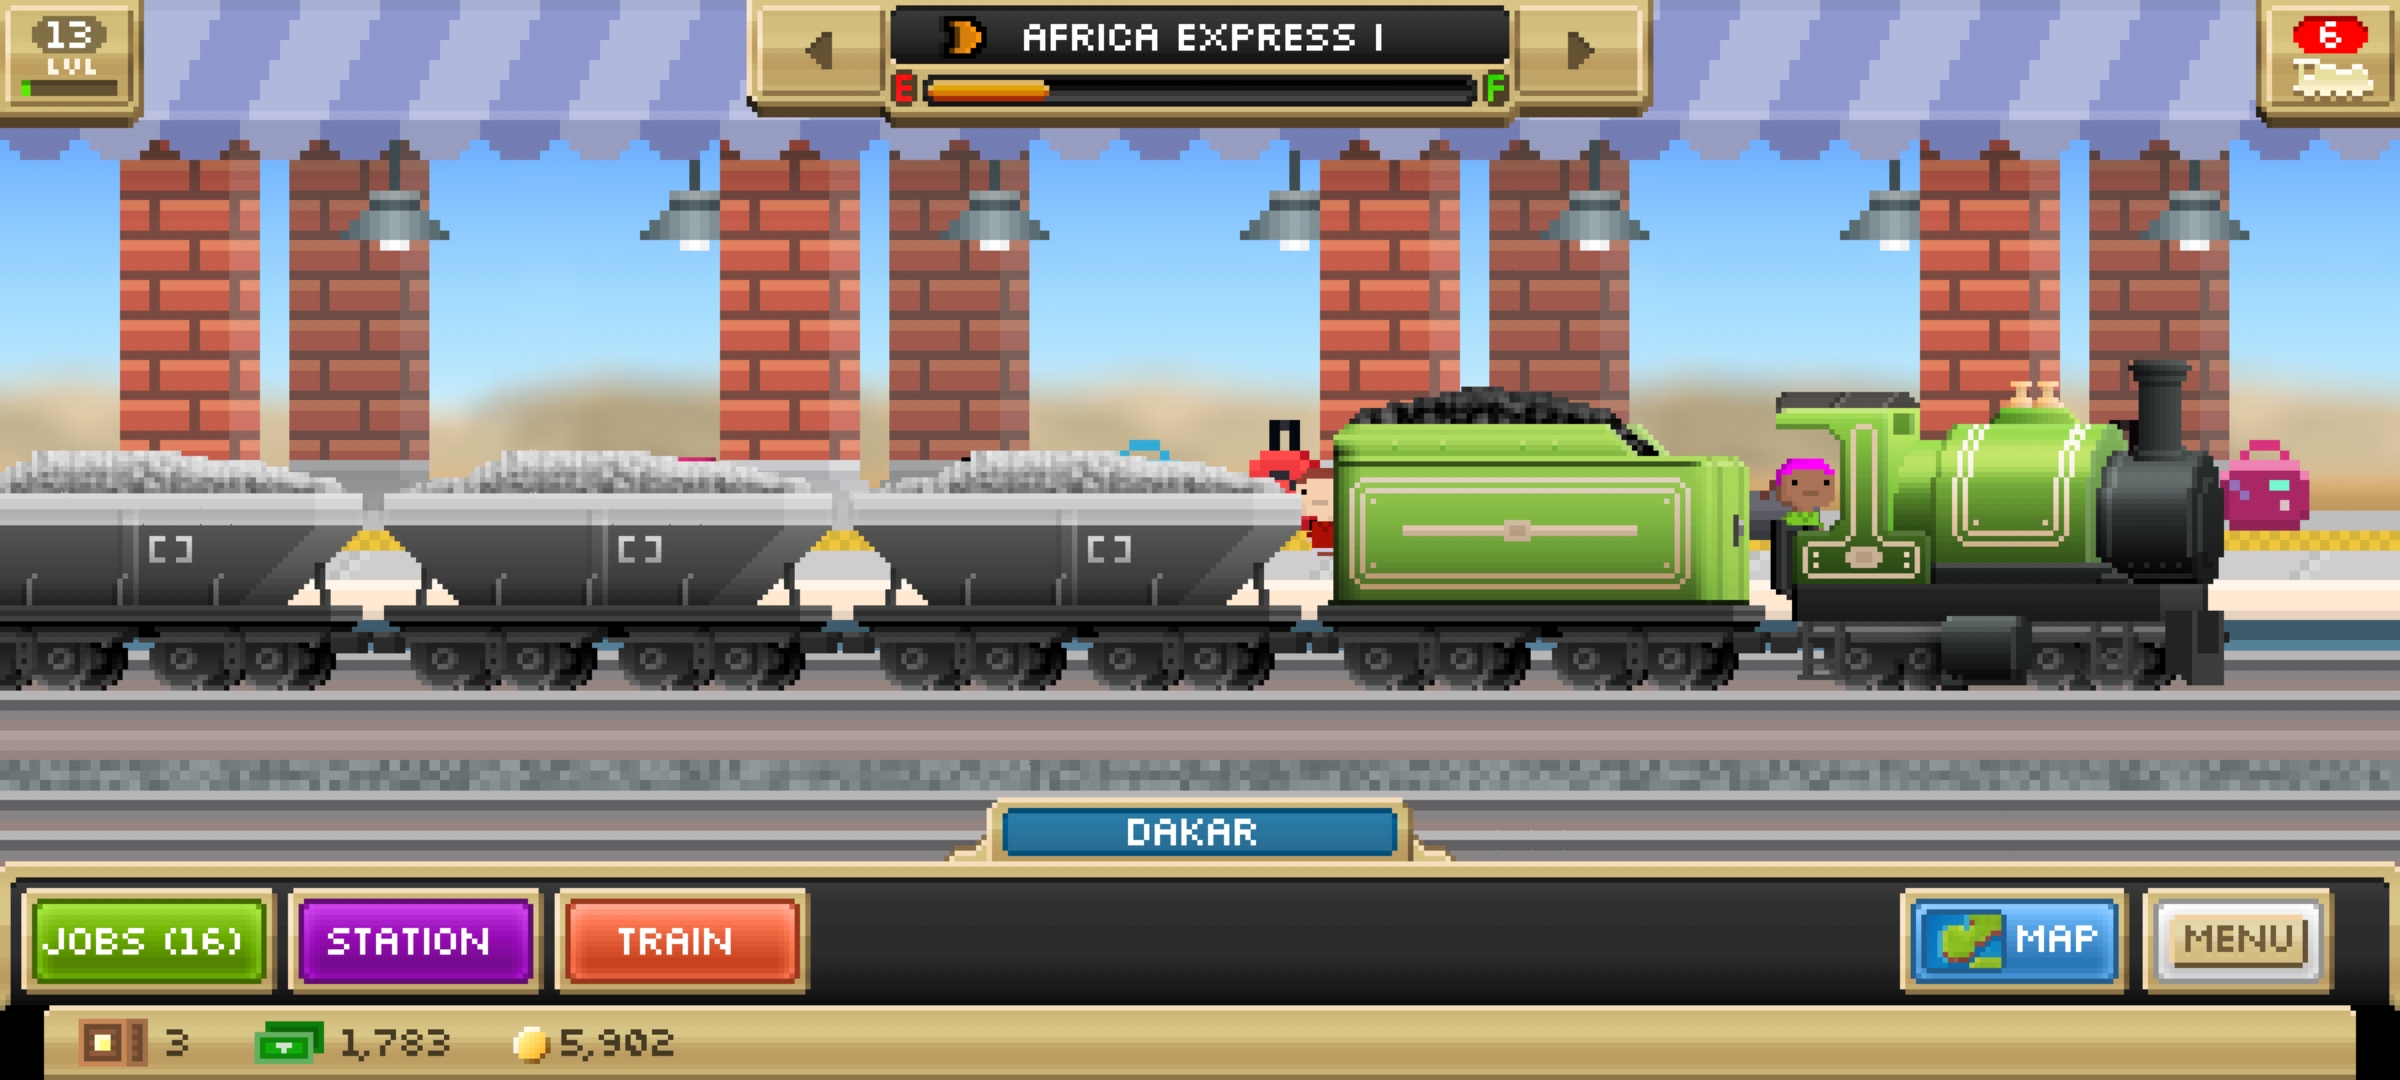 13
LVL
AFRICA EXPRESS I
E F
6
DAKAR
JOBS (16) STATION TRAIN MAP MENU
3 1,783 5,902